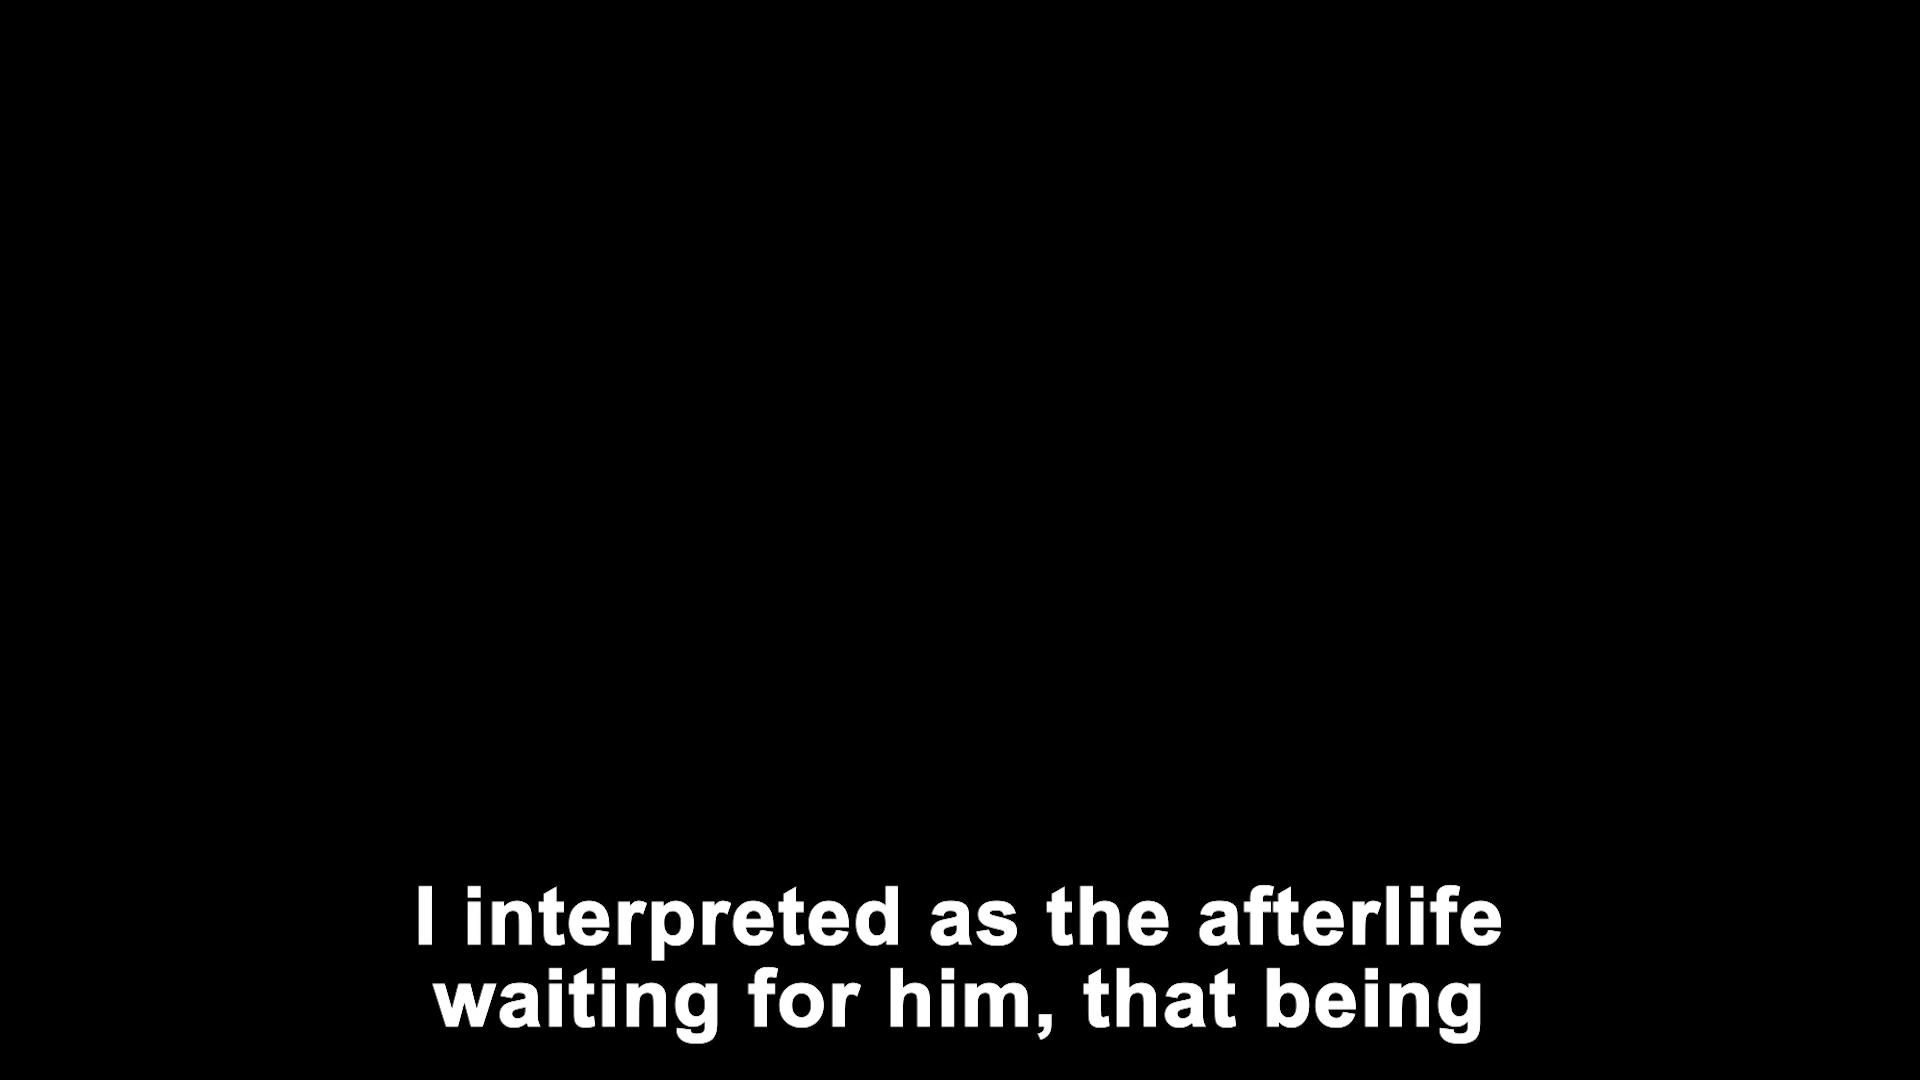 I interpreted as the afterlife
waiting for him, that being